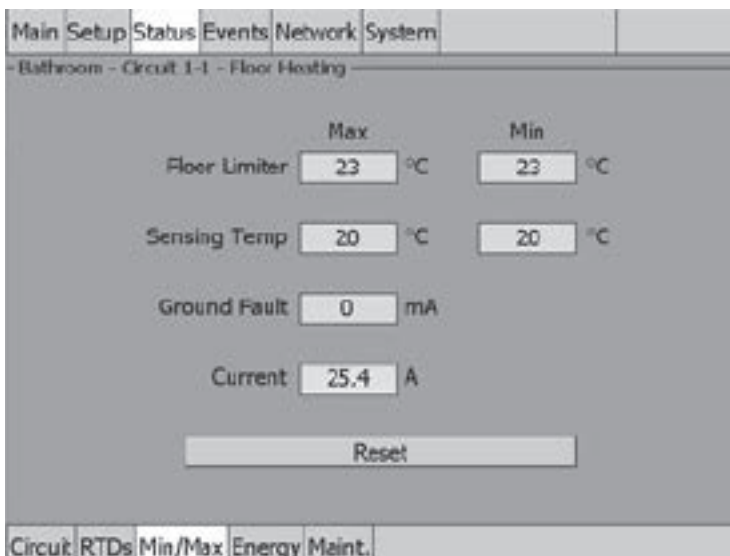 Main Setup Status Events Network System
Bathroom - Circuit 1-1 - Floor Heating
Max Min
Floor Limiter 23 °C 23 °C
Sensing Temp 20 °C 20 °C
Ground Fault 0 mA
Current 25.4 A
Reset
Circuit RTDs Min/Max Energy Maint.